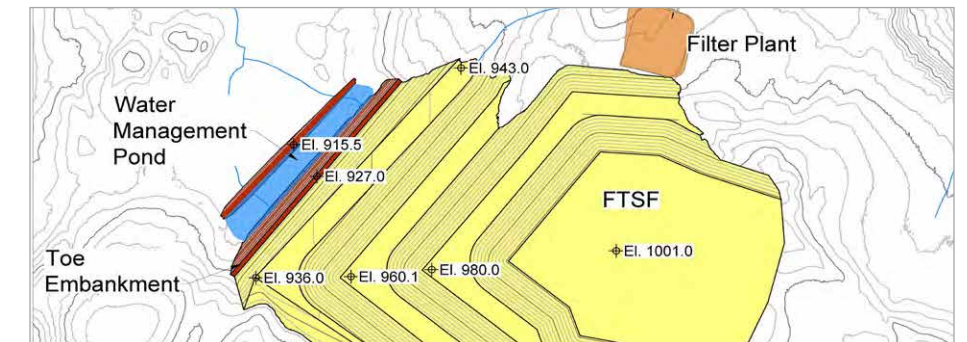 Filter Plant
El. 943.0
Water
Management
Pond
El. 915.5
El. 927.0
FTSF
El. 1001.0
Toe
Embankment
El. 936.0
El. 960.1
El. 980.0